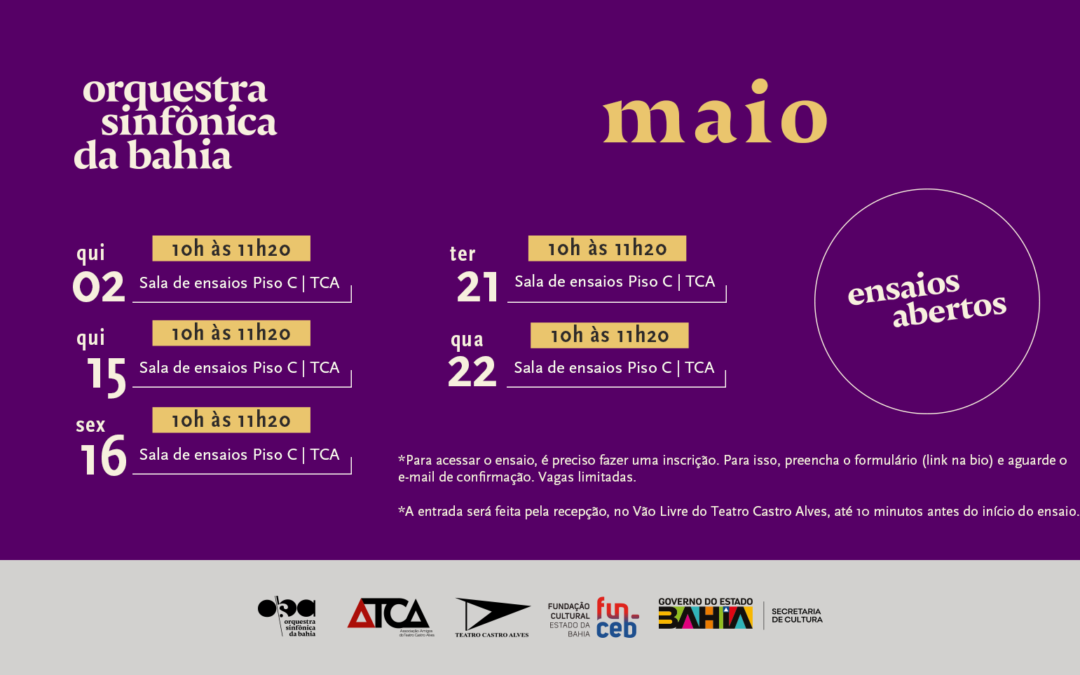 orquestra
sinfônica
da bahia
maio
qui
02
10h às 11h20
Sala de ensaios Piso C | TCA
qui
15
10h às 11h20
Sala de ensaios Piso C | TCA
sex
16
10h às 11h20
Sala de ensaios Piso C | TCA
ter
21
10h às 11h20
Sala de ensaios Piso C | TCA
qua
22
10h às 11h20
Sala de ensaios Piso C | TCA
ensaios
abertos
*Para acessar o ensaio, é preciso fazer uma inscrição. Para isso, preencha o formulário (link na bio) e aguarde o
e-mail de confirmação. Vagas limitadas.
*A entrada será feita pela recepção, no Vão Livre do Teatro Castro Alves, até 10 minutos antes do início do ensaio.
orquestra
sinfônica
da bahia
ATCA
TEATRO CASTRO ALVES
FUNDAÇÃO
CULTURAL
ESTADO DA
BAHIA
fun_
ceb
GOVERNO DO ESTADO
BAHIA
SECRETARIA
DE CULTURA